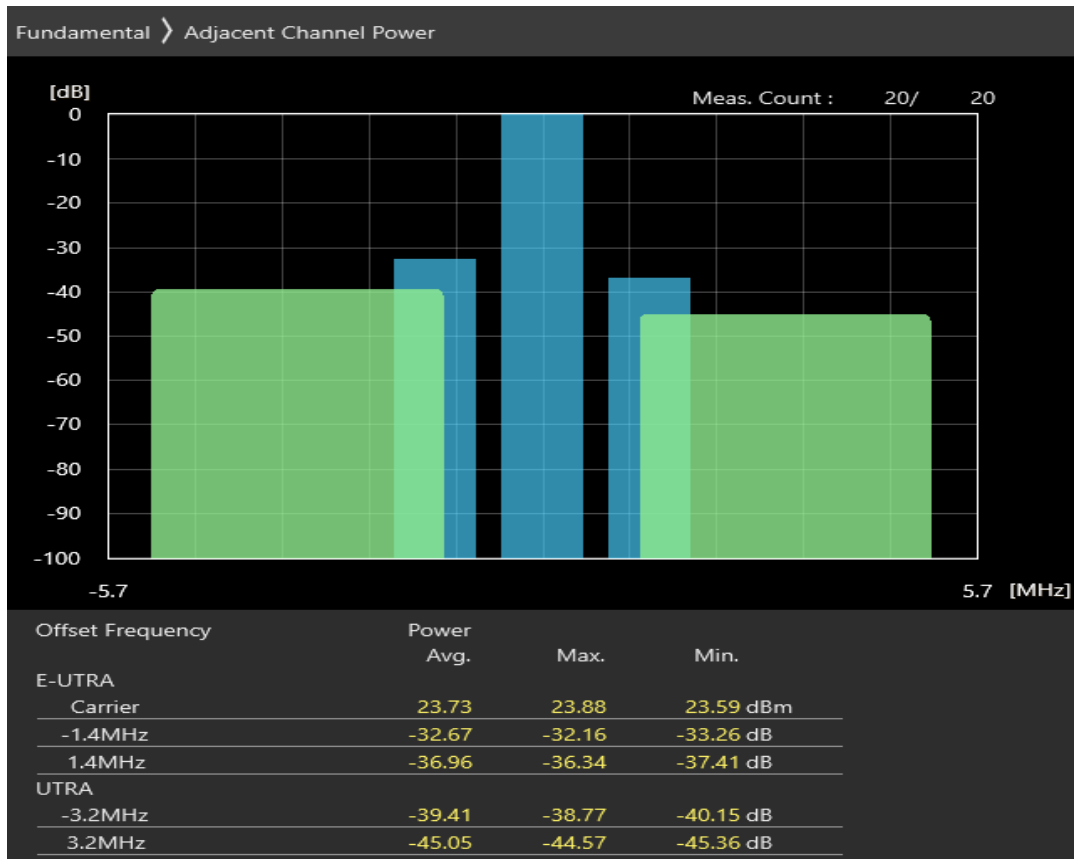 Fundamental 》 Adjacent Channel Power
[dB]
Meas. Count : 20/ 20
0
-10
-20
-30
-40
-50
-60
-70
-80
-90
-100
-5.7 5.7 [MHz]
Offset Frequency Power
Avg. Max. Min.
E-UTRA
Carrier 23.73 23.88 23.59 dBm
-1.4MHz -32.67 -32.16 -33.26 dB
1.4MHz -36.96 -36.34 -37.41 dB
UTRA
-3.2MHz -39.41 -38.77 -40.15 dB
3.2MHz -45.05 -44.57 -45.36 dB